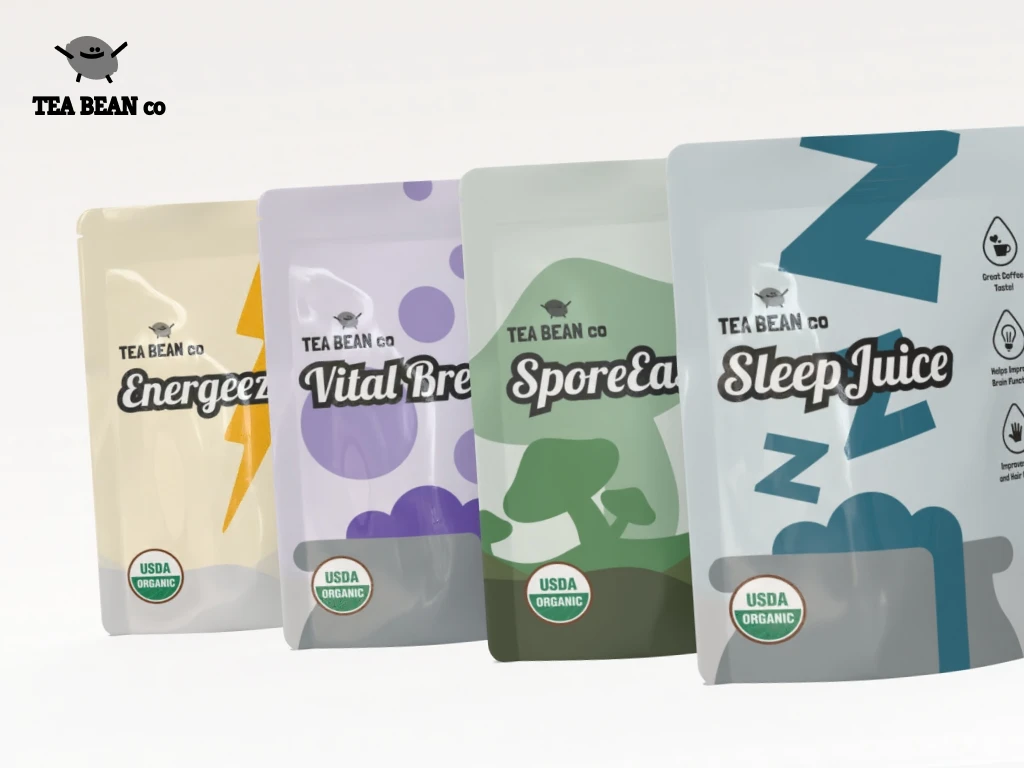 TEA BEAN co
TEA BEAN co
Energeez
USDA
ORGANIC
TEA BEAN co
Vital Bre
USDA
ORGANIC
TEA BEAN co
SporeEa
USDA
ORGANIC
N
TEA BEAN co
Sleep Juice
N
N
USDA
ORGANIC
Great Coffee
Taste!
Helps Impro
Brain Funct
Improve
and Hair